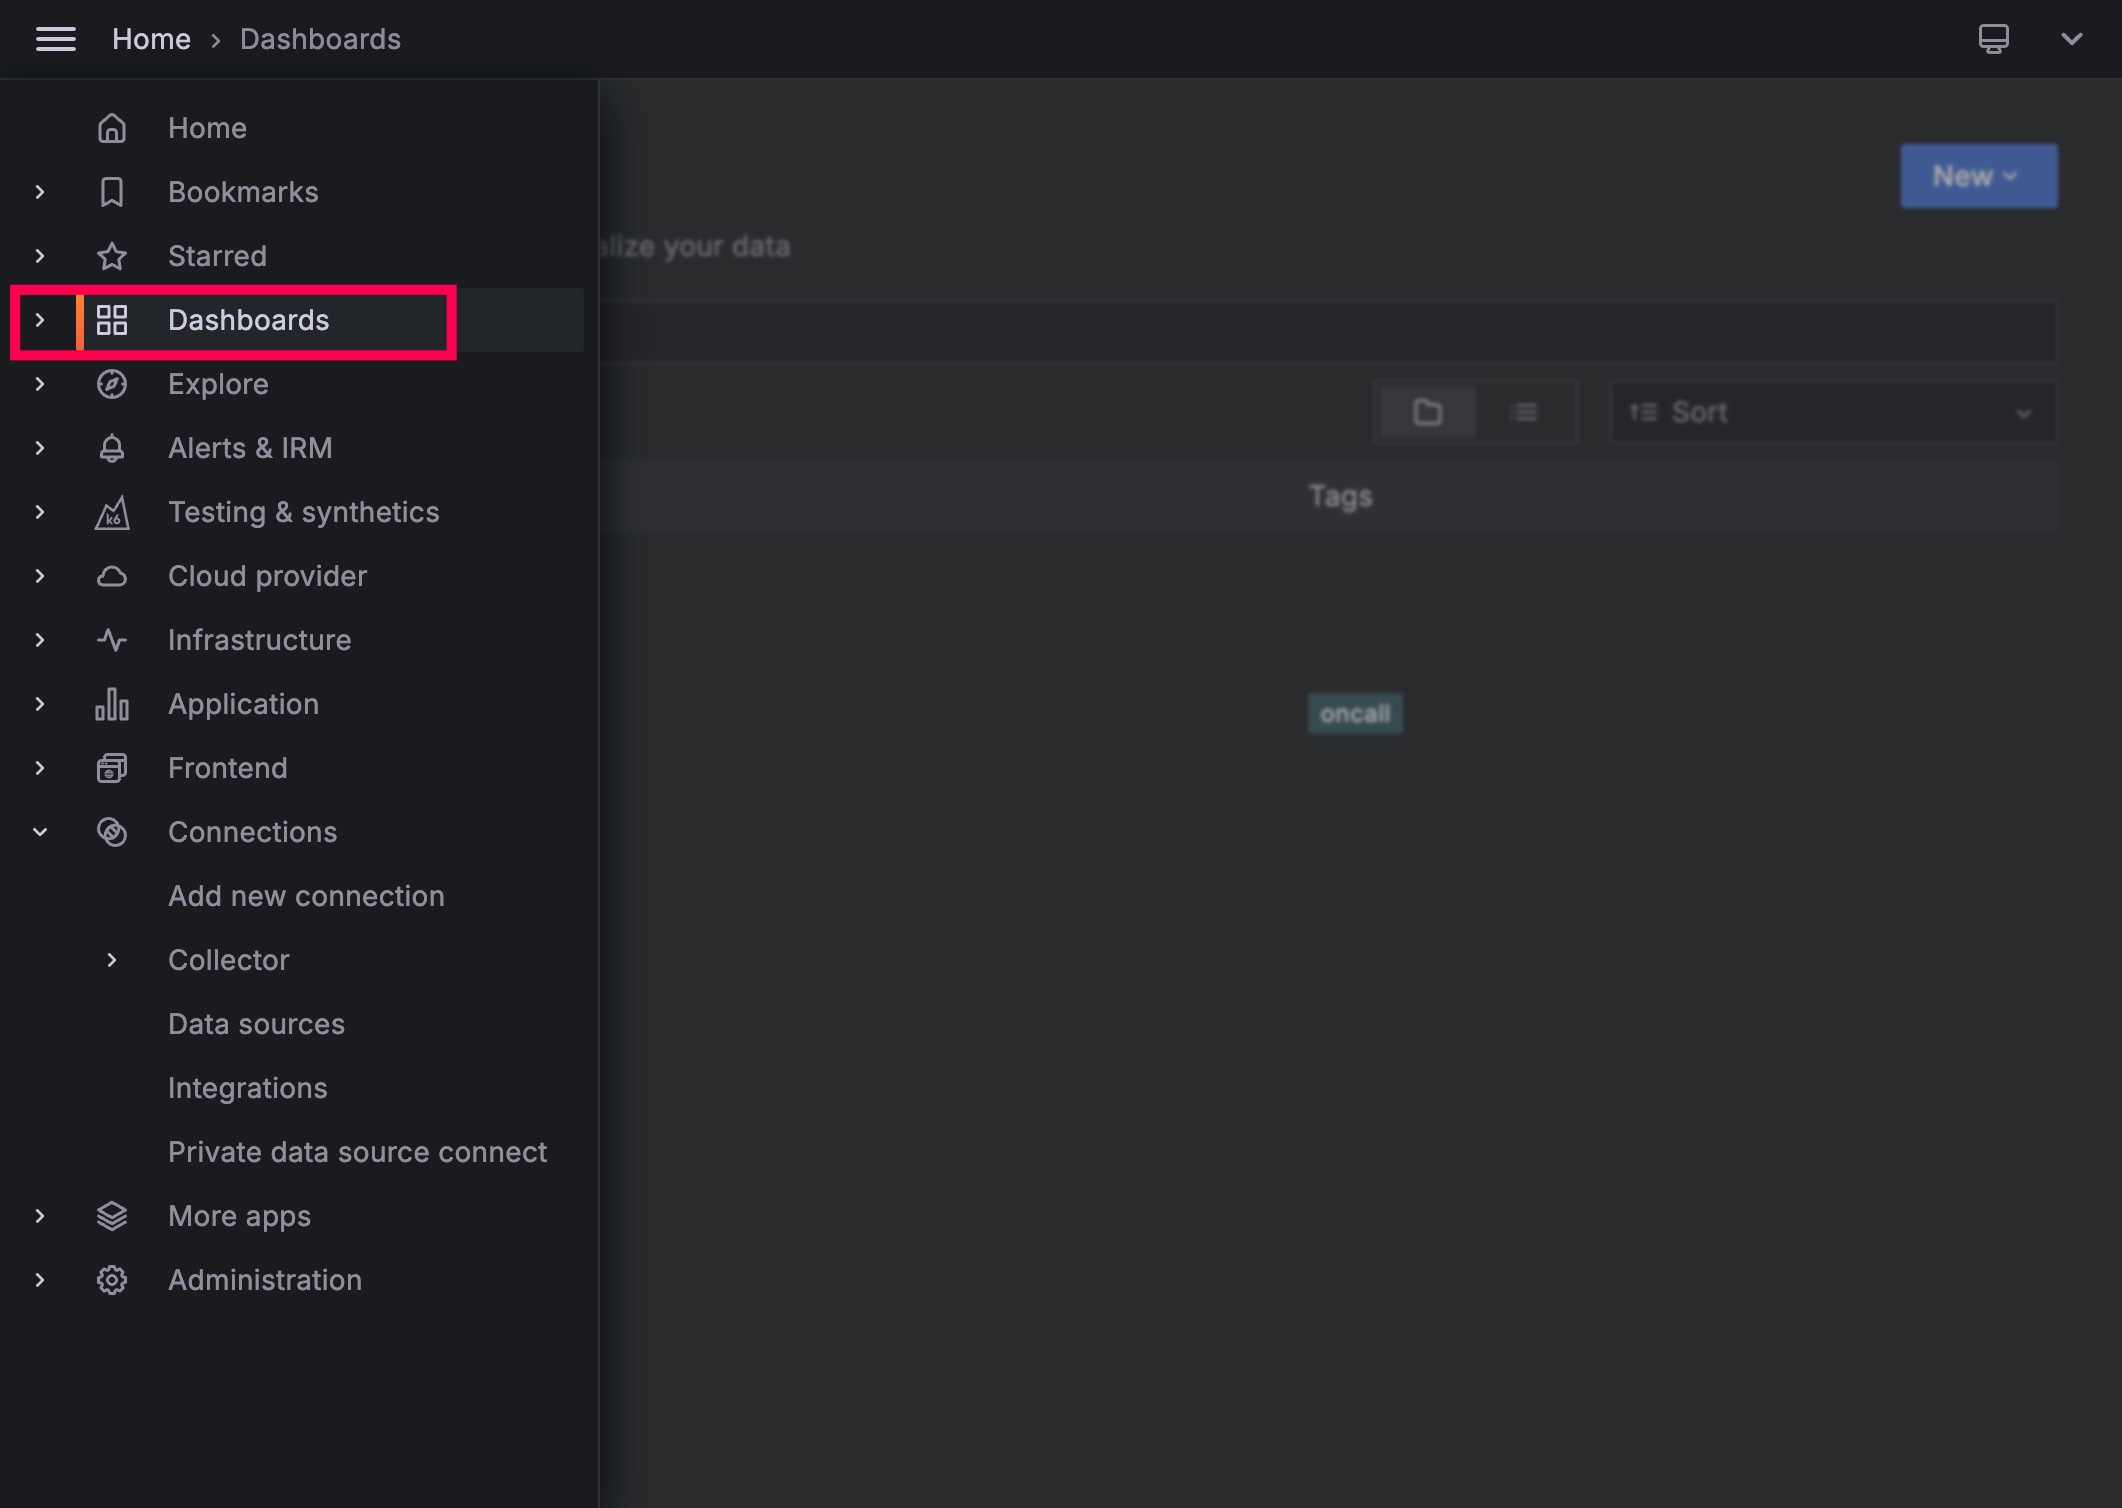 Home › Dashboards
Home
Bookmarks
Starred
Dashboards
Explore
Alerts & IRM
k6
Testing & synthetics
Cloud provider
Infrastructure
Application
Frontend
Connections
Add new connection
Collector
Data sources
Integrations
Private data source connect
More apps
Administration
New
alize your data
Sort
Tags
oncall